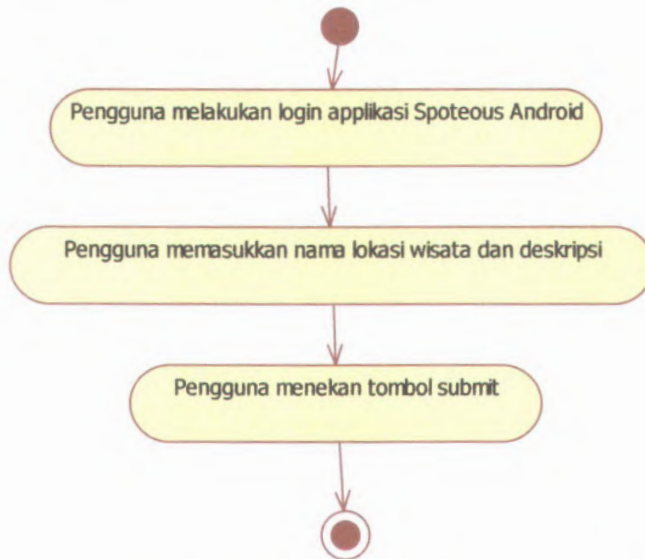 Pengguna melakukan login applikasi Spoteous Android
Pengguna memasukkan nama lokasi wisata dan deskripsi
Pengguna menekan tombol submit